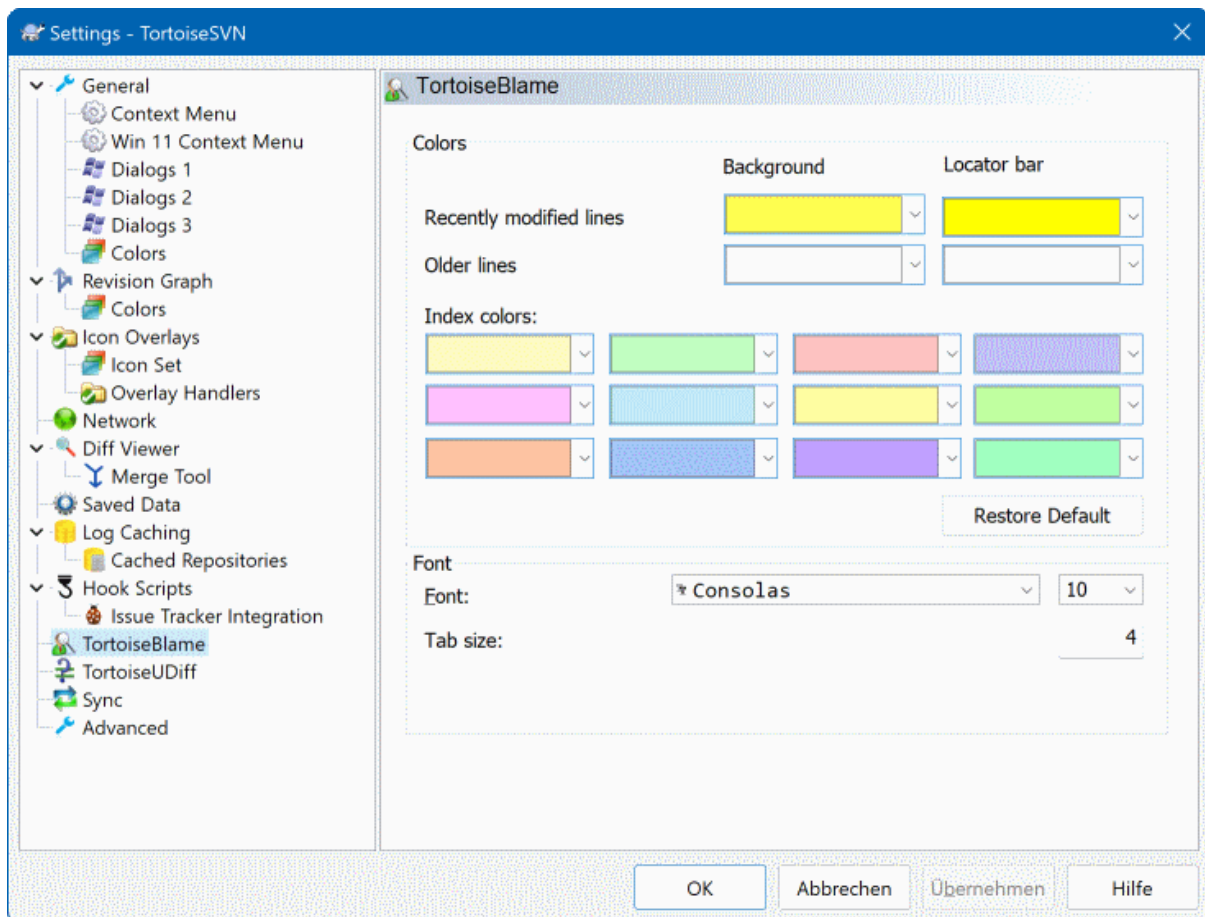 Settings - TortoiseSVN
General
Context Menu
Win 11 Context Menu
Dialogs 1
Dialogs 2
Dialogs 3
Colors
Revision Graph
Colors
Icon Overlays
Icon Set
Overlay Handlers
Network
Diff Viewer
Merge Tool
Saved Data
Log Caching
Cached Repositories
Hook Scripts
Issue Tracker Integration
TortoiseBlame
TortoiseUDiff
Sync
Advanced
TortoiseBlame
Colors
Background Locator bar
Recently modified lines
Older lines
Index colors:
Restore Default
Font
Font: Consolas 10
Tab size: 4
OK Abbrechen Übernehmen Hilfe